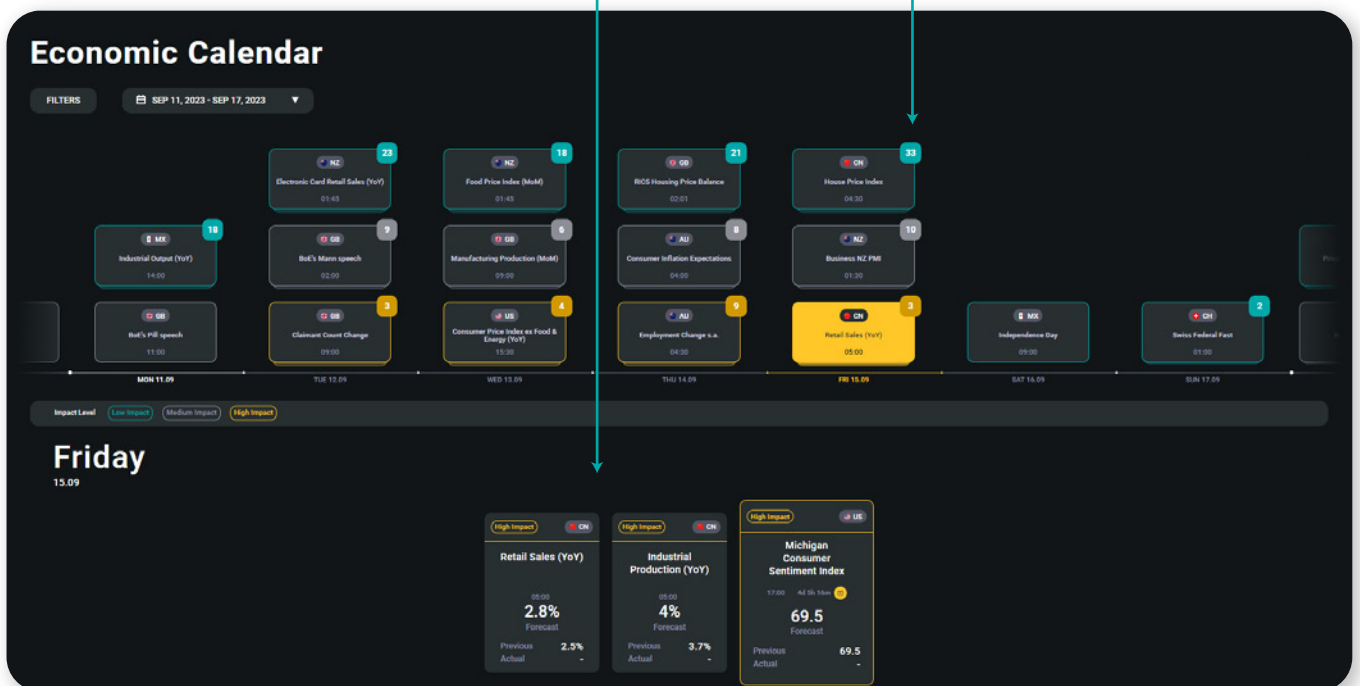 Economic Calendar
FILTERS
SEP 11, 2023 - SEP 17, 2023
23
NZ
Electronic Card Retail Sales (YoY)
01:45
18
NZ
Food Price Index (MoM)
01:45
21
GB
RICS Housing Price Balance
02:01
33
CN
House Price Index
04:30
18
MX
Industrial Output (YoY)
14:00
9
GB
BoE's Mann speech
02:00
6
GB
Manufacturing Production (MoM)
09:00
8
AU
Consumer Inflation Expectations
04:00
10
NZ
Business NZ PMI
01:30
GB
BoE's Pill speech
11:00
3
GB
Claimant Count Change
09:00
4
US
Consumer Price Index ex Food &
Energy (YoY)
15:30
9
AU
Employment Change s.a.
04:30
3
CN
Retail Sales (YoY)
05:00
MX
Independence Day
09:00
2
CH
Swiss Federal Fast
01:00
MON 11.09
TUE 12.09
WED 13.09
THU 14.09
FRI 15.09
SAT 16.09
SUN 17.09
Impact Level
Low Impact
Medium Impact
High Impact
Friday
15.09
High Impact
CN
Retail Sales (YoY)
05:00
2.8%
Forecast
Previous 2.5%
Actual -
High Impact
CN
Industrial
Production (YoY)
05:00
4%
Forecast
Previous 3.7%
Actual -
High Impact
US
Michigan
Consumer
Sentiment Index
17:00 4d 5h 16m
69.5
Forecast
Previous 69.5
Actual -